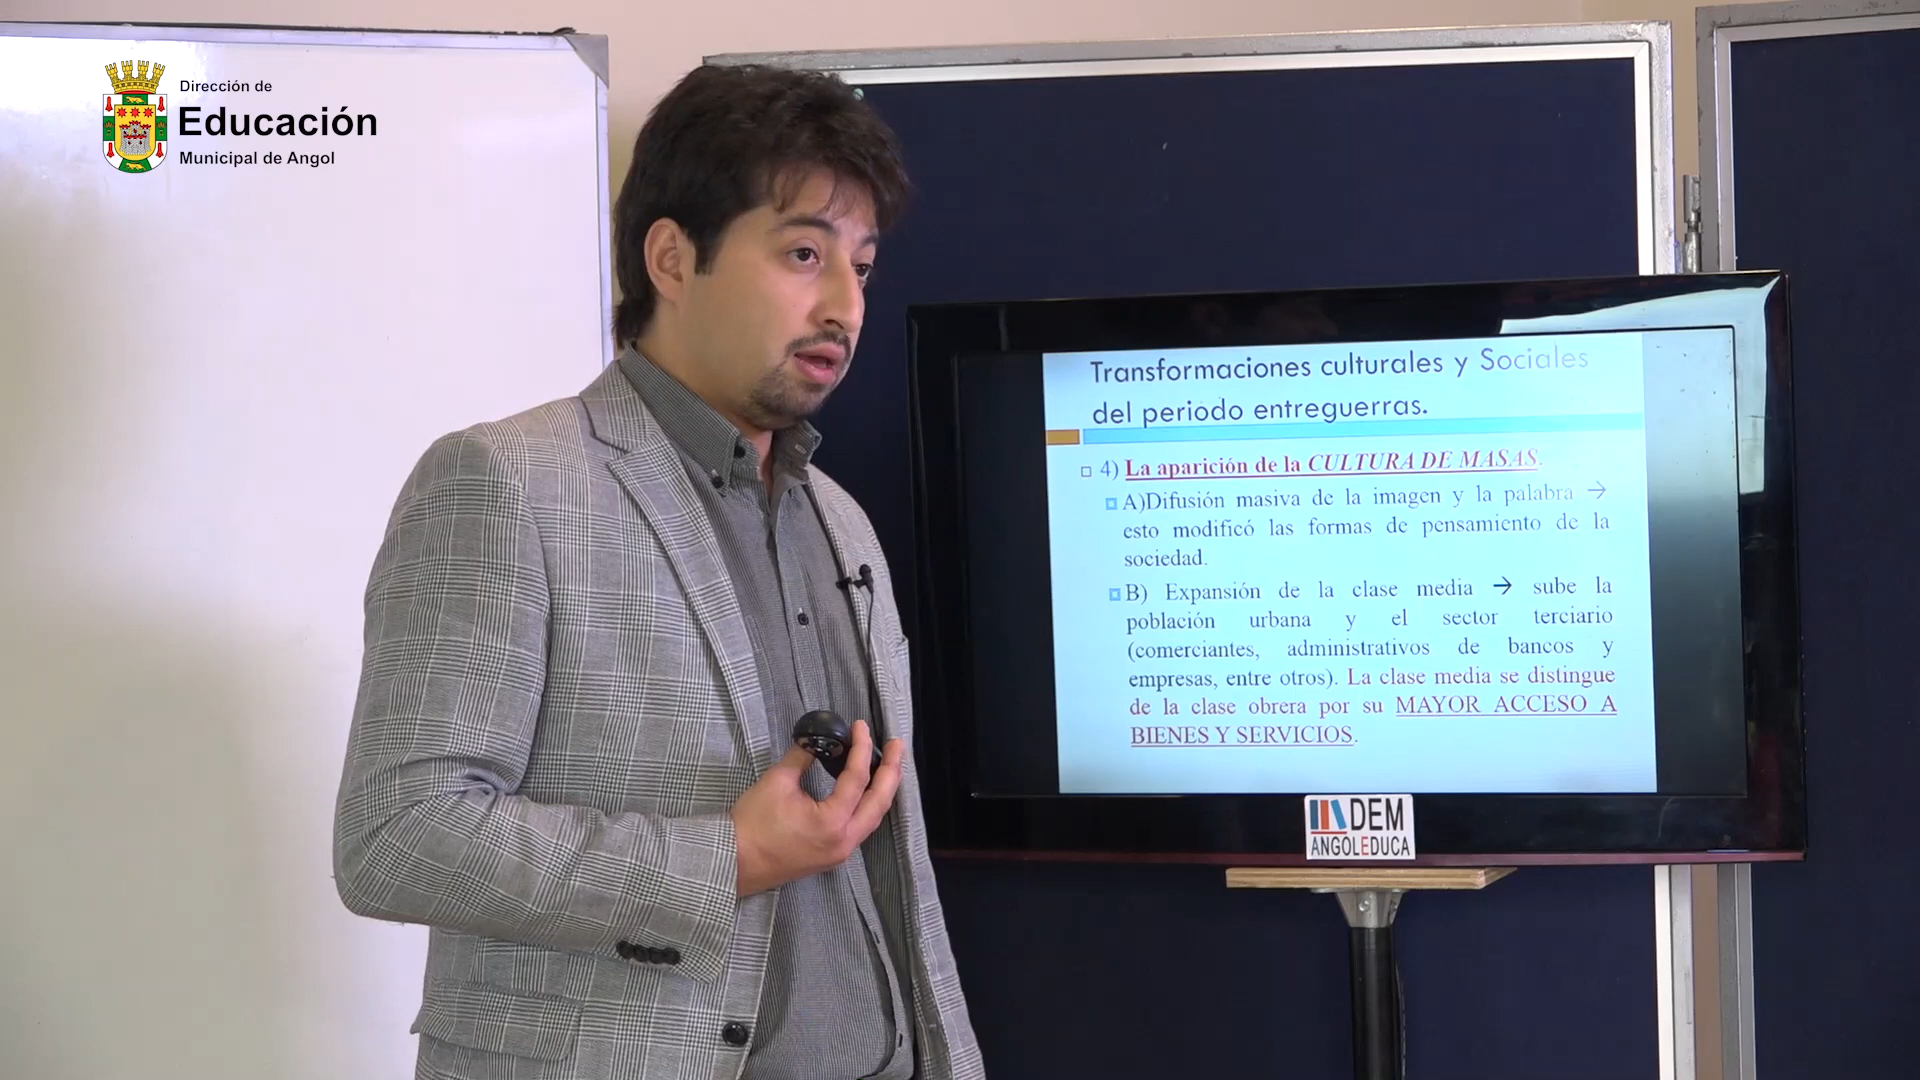 Dirección de
Educación
Municipal de Angol
Transformaciones culturales y Sociales
del periodo entreguerras.
4) La aparición de la CULTURA DE MASAS.
A)Difusión masiva de la imagen y la palabra →
esto modificó las formas de pensamiento de la
sociedad.
B) Expansión de la clase media → sube la
población urbana y el sector terciario
(comerciantes, administrativos de bancos y
empresas, entre otros). La clase media se distingue
de la clase obrera por su MAYOR ACCESO A
BIENES Y SERVICIOS.
DEM
ANGOLEDUCA